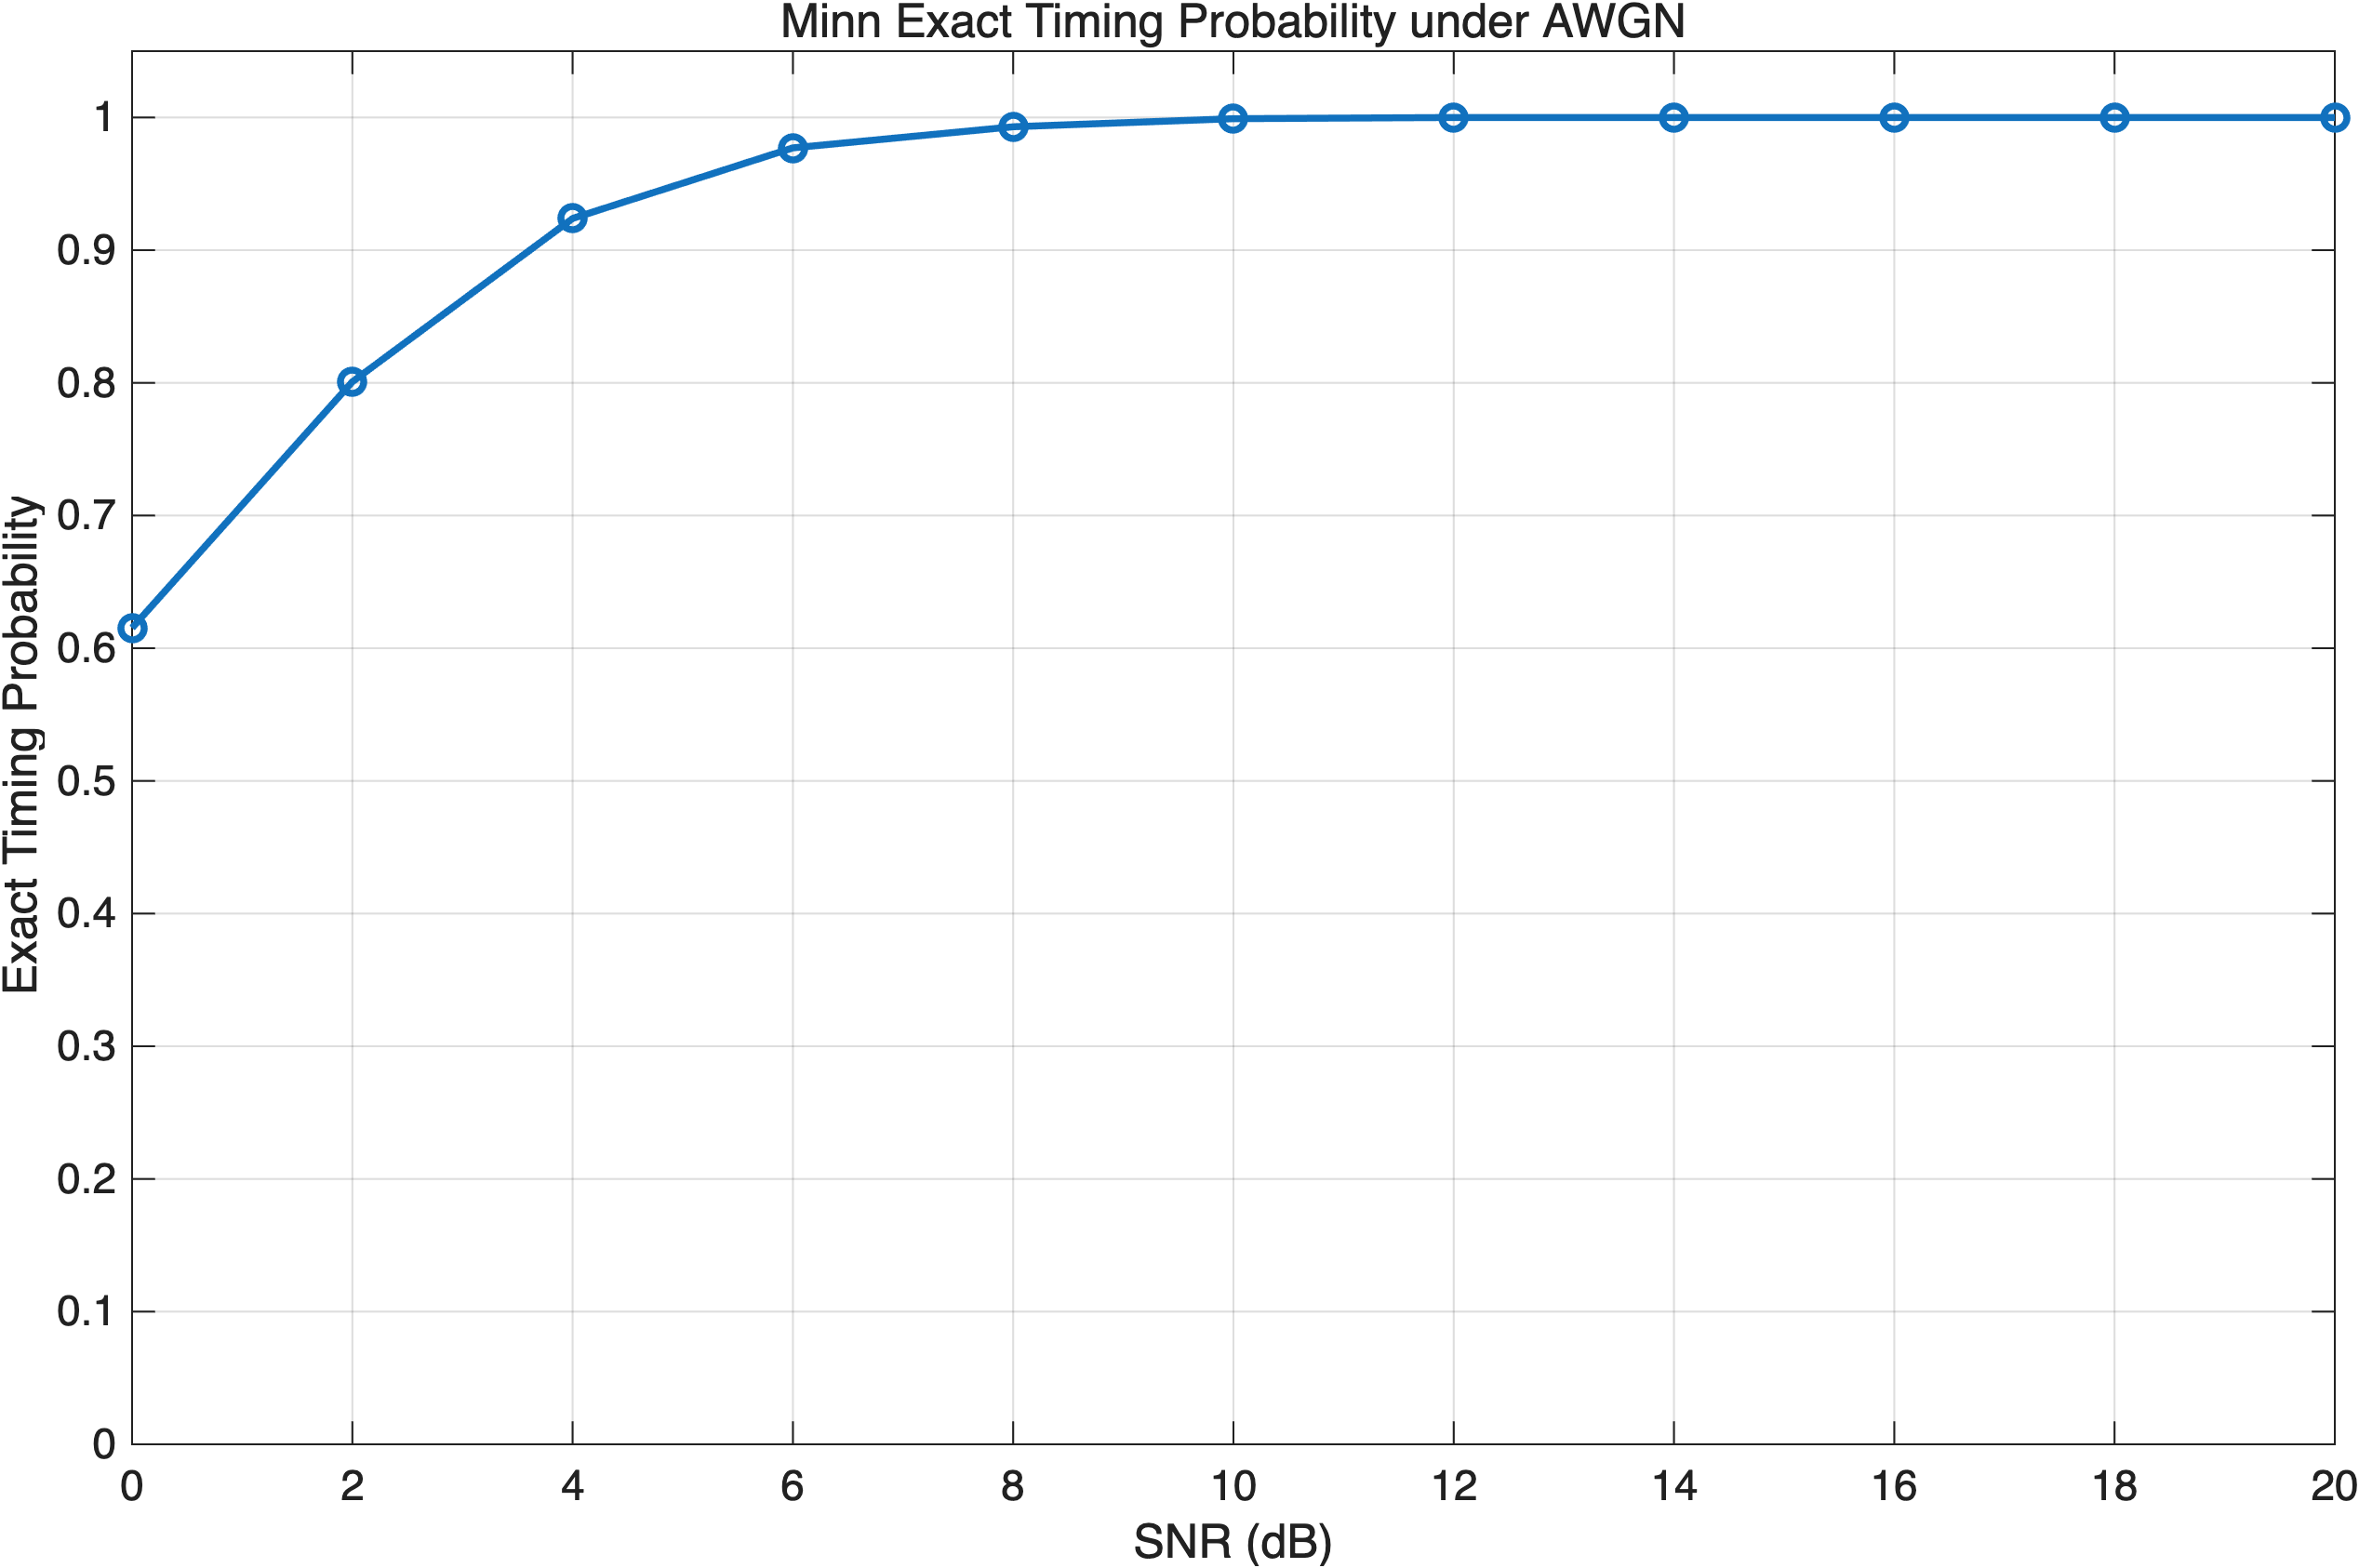 Minn Exact Timing Probability under AWGN
Exact Timing Probability
1
0.9
0.8
0.7
0.6
0.5
0.4
0.3
0.2
0.1
0
0 2 4 6 8 10 12 14 16 18 20
SNR (dB)